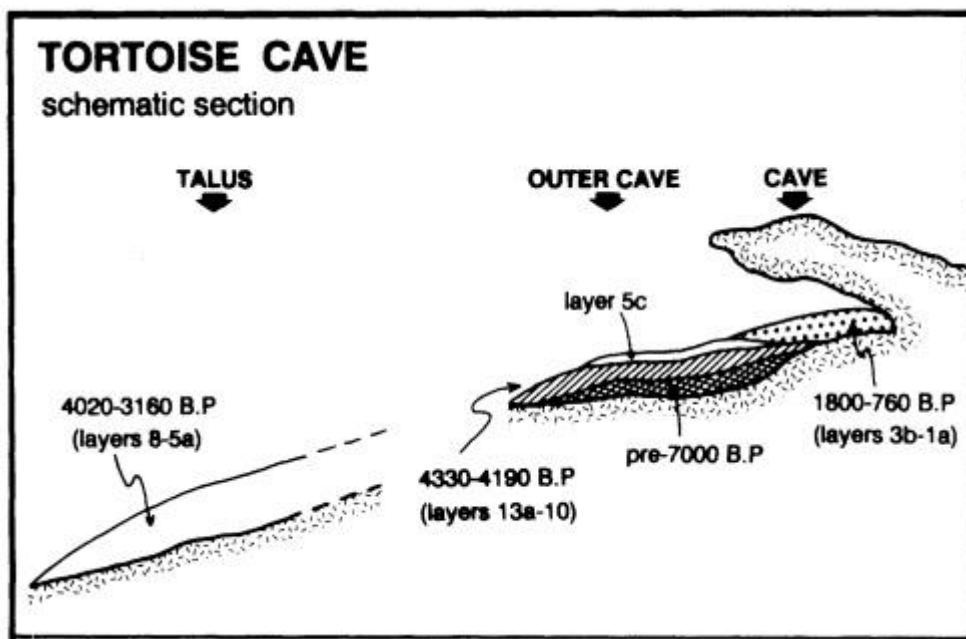 TORTOISE CAVE
schematic section
TALUS
OUTER CAVE
CAVE
layer 5c
4020-3160 B.P
(layers 8-5a)
4330-4190 B.P
(layers 13a-10)
pre-7000 B.P
1800-760 B.P
(layers 3b-1a)